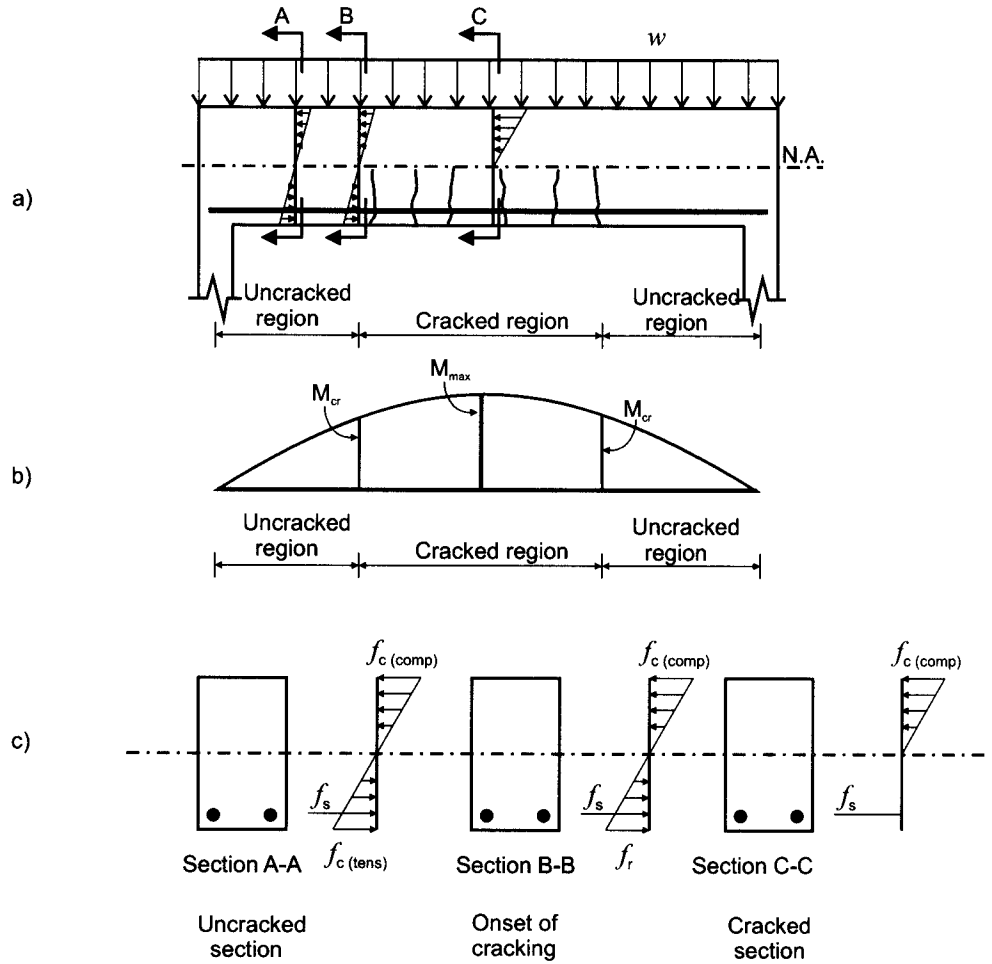 A B C
w
N.A.
a)
Uncracked
region
Cracked region
Uncracked
region
M_cr
M_max
M_cr
b)
Uncracked
region
Cracked region
Uncracked
region
f_c (comp)
f_c (comp)
f_c (comp)
c)
f_s
f_s
f_s
f_c (tens)
f_r
Section A-A
Section B-B
Section C-C
Uncracked
section
Onset of
cracking
Cracked
section